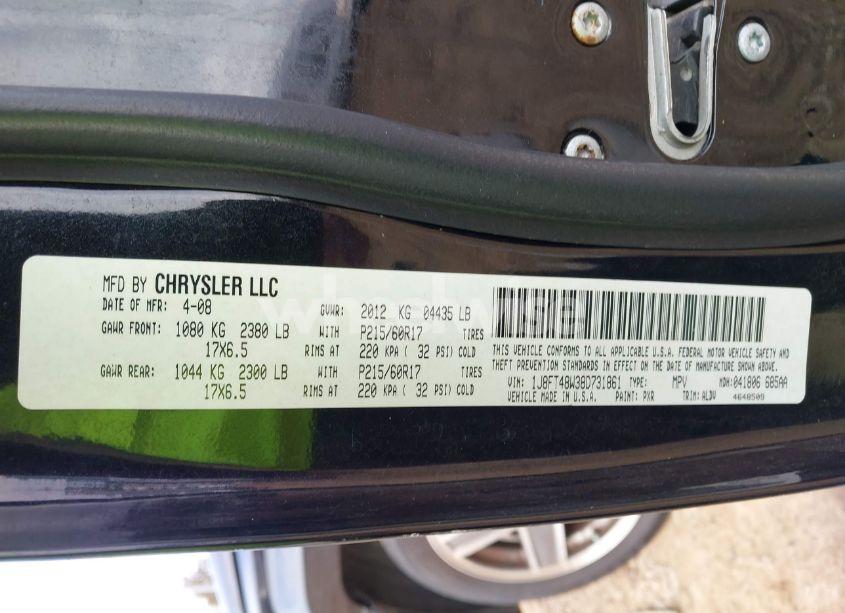 MFD BY CHRYSLER LLC
DATE OF MFR: 4-08 GVWR: 2012 KG 04435 LB
GAWR FRONT: 1080 KG 2380 LB WITH P215/60R17 TIRES
17X6.5 RIMS AT 220 KPA ( 32 PSI) COLD
GAWR REAR: 1044 KG 2300 LB WITH P215/60R17 TIRES
17X6.5 RIMS AT 220 KPA ( 32 PSI) COLD
THIS VEHICLE CONFORMS TO ALL APPLICABLE U.S.A. FEDERAL MOTOR VEHICLE SAFETY AND
THEFT PREVENTION STANDARDS IN EFFECT ON THE DATE OF MANUFACTURE SHOWN ABOVE.
VIN: 1J8FT48W38D731861 TYPE: MPV MDH:041806 685AA
VEHICLE MADE IN U.S.A. PAINT: PXR TRIM: ALDV 4648509